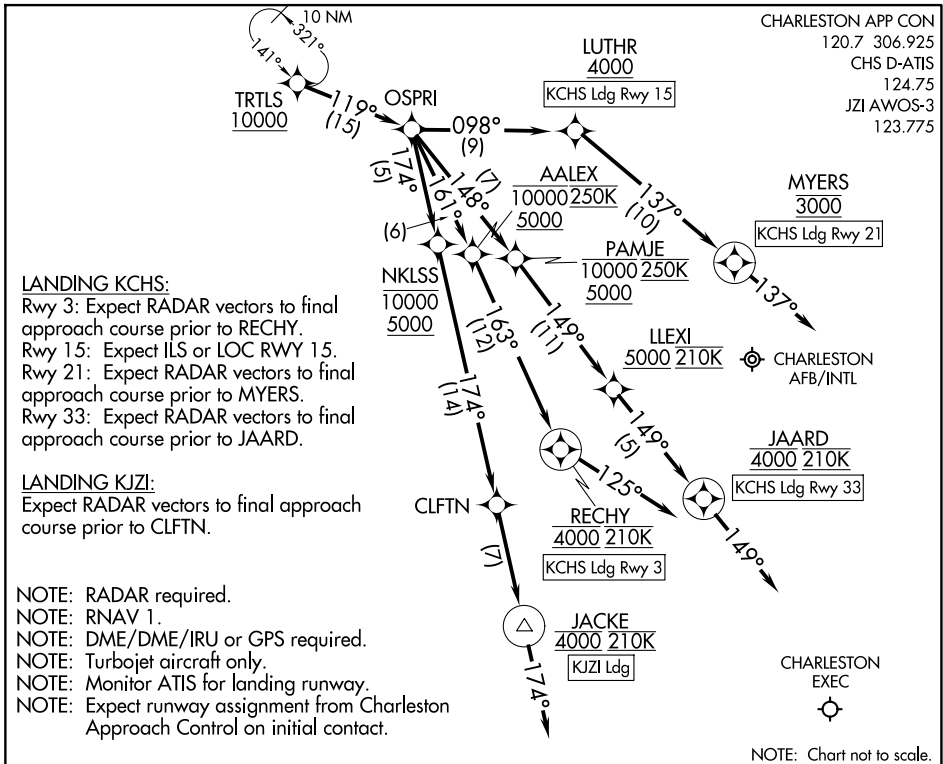 10 NM
321°
141°
TRTLS
10000
119°
(15)
OSPRI
098°
(9)
LUTHR
4000
KCHS Ldg Rwy 15
CHARLESTON APP CON
120.7 306.925
CHS D-ATIS
124.75
JZI AWOS-3
123.775
137°
(10)
MYERS
3000
KCHS Ldg Rwy 21
137°
174°
(5)
161°
(6)
148°
(7)
AALEX
10000 250K
5000
PAMJE
10000 250K
5000
NKLSS
10000
5000
163°
(12)
149°
(11)
LLEXI
5000 210K
CHARLESTON
AFB/INTL
174°
(14)
149°
(5)
JAARD
4000 210K
KCHS Ldg Rwy 33
149°
125°
RECHY
4000 210K
KCHS Ldg Rwy 3
CLFTN
(7)
JACKE
4000 210K
KJZI Ldg
174°
CHARLESTON
EXEC
LANDING KCHS:
Rwy 3: Expect RADAR vectors to final
approach course prior to RECHY.
Rwy 15: Expect ILS or LOC RWY 15.
Rwy 21: Expect RADAR vectors to final
approach course prior to MYERS.
Rwy 33: Expect RADAR vectors to final
approach course prior to JAARD.
LANDING KJZI:
Expect RADAR vectors to final approach
course prior to CLFTN.
NOTE: RADAR required.
NOTE: RNAV 1.
NOTE: DME/DME/IRU or GPS required.
NOTE: Turbojet aircraft only.
NOTE: Monitor ATIS for landing runway.
NOTE: Expect runway assignment from Charleston
Approach Control on initial contact.
NOTE: Chart not to scale.